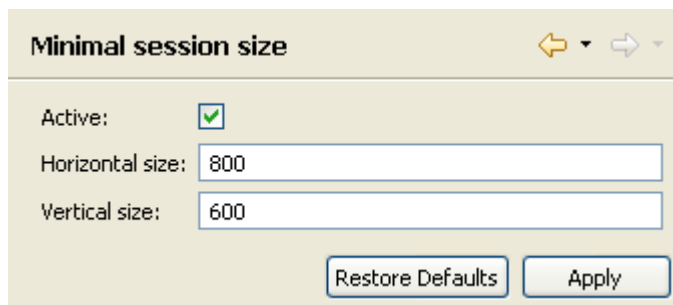 Minimal session size
Active:
Horizontal size: 800
Vertical size: 600
Restore Defaults Apply